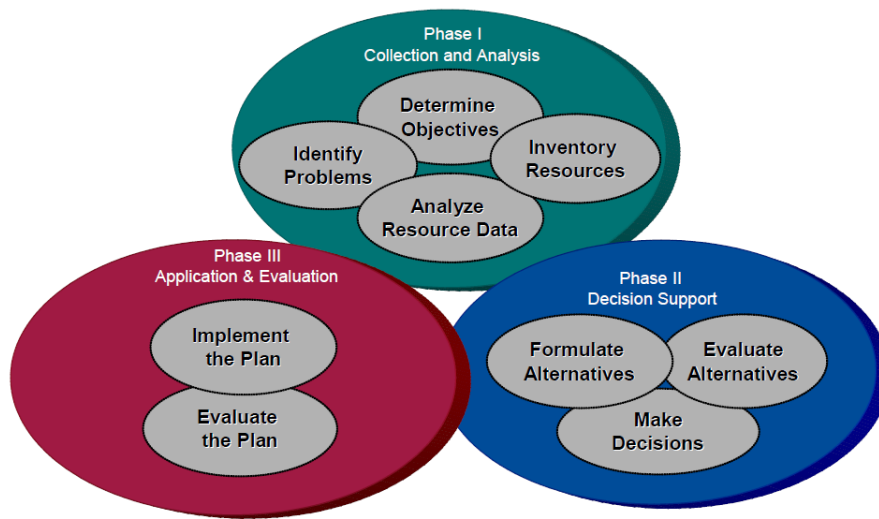 Phase I
Collection and Analysis
Determine
Objectives
Identify
Problems
Inventory
Resources
Analyze
Resource Data
Phase III
Application & Evaluation
Implement
the Plan
Evaluate
the Plan
Phase II
Decision Support
Formulate
Alternatives
Evaluate
Alternatives
Make
Decisions